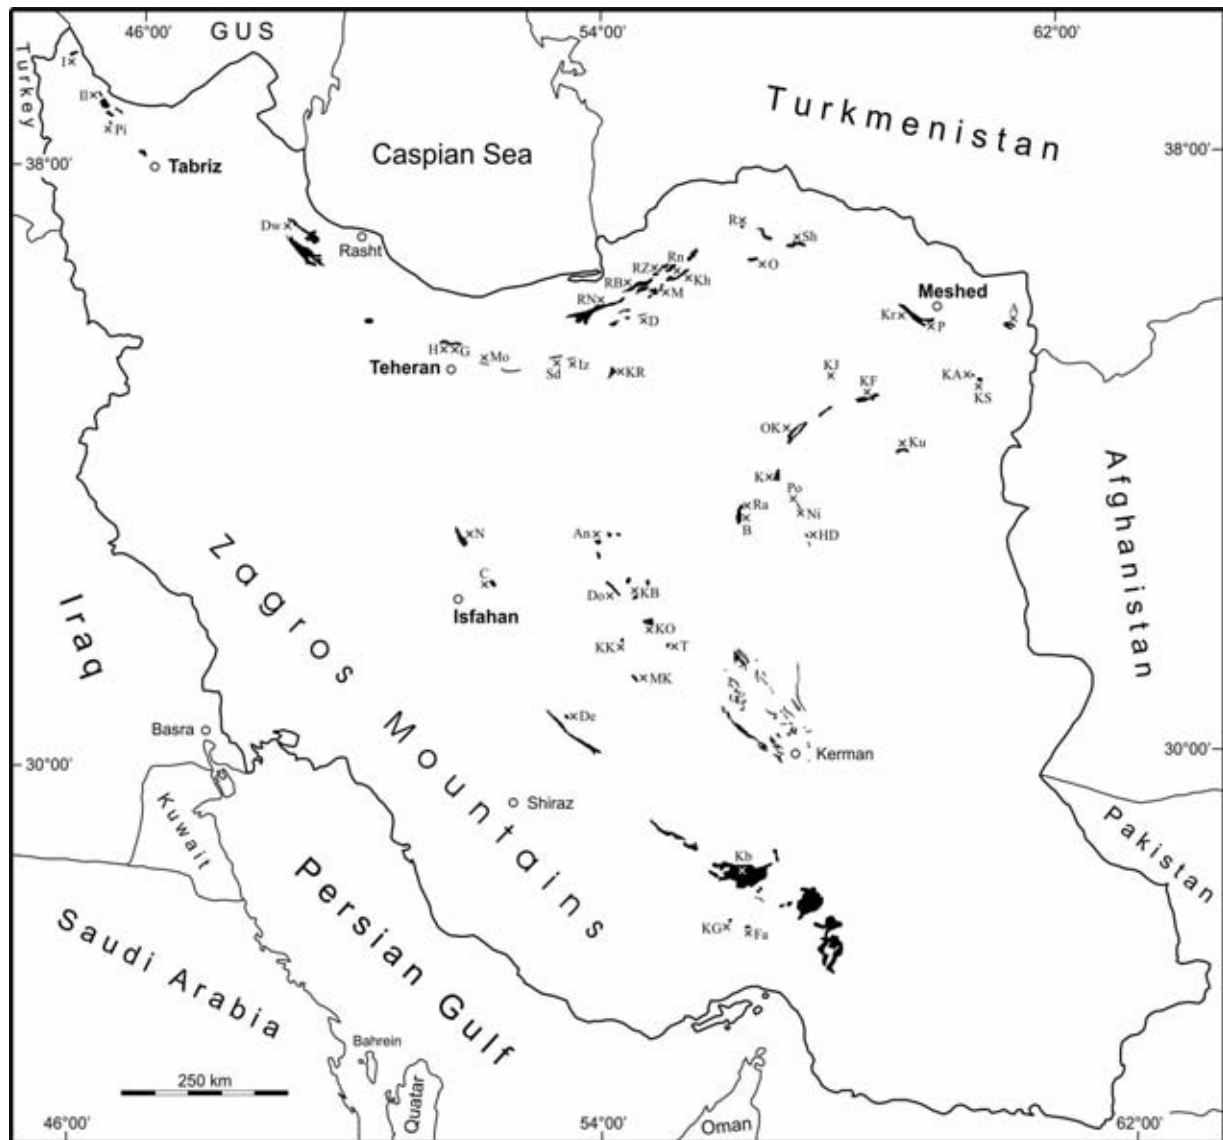 46°00'
54°00'
62°00'
GUS
Turkey
I
II
Pi
Turkmenistan
Caspian Sea
38°00'
38°00'
Tabriz
Dw
Rasht
R
Sh
O
Rn
RZ
Kh
RB
M
RN
D
Meshed
Kr
P
A
H
G
Mo
Teheran
Sd
Iz
KR
KJ
KF
KA
KS
OK
Ku
K
Po
Ra
Ni
B
HD
N
An
C
Do
KB
Isfahan
KO
KK
T
MK
De
Afghanistan
Zagros Mountains
Iraq
Basra
Kerman
30°00'
30°00'
Shiraz
Kuwait
Pakistan
Kb
KG
Fa
Persian Gulf
Saudi Arabia
Bahrein
250 km
Quatar
Oman
46°00'
54°00'
62°00'